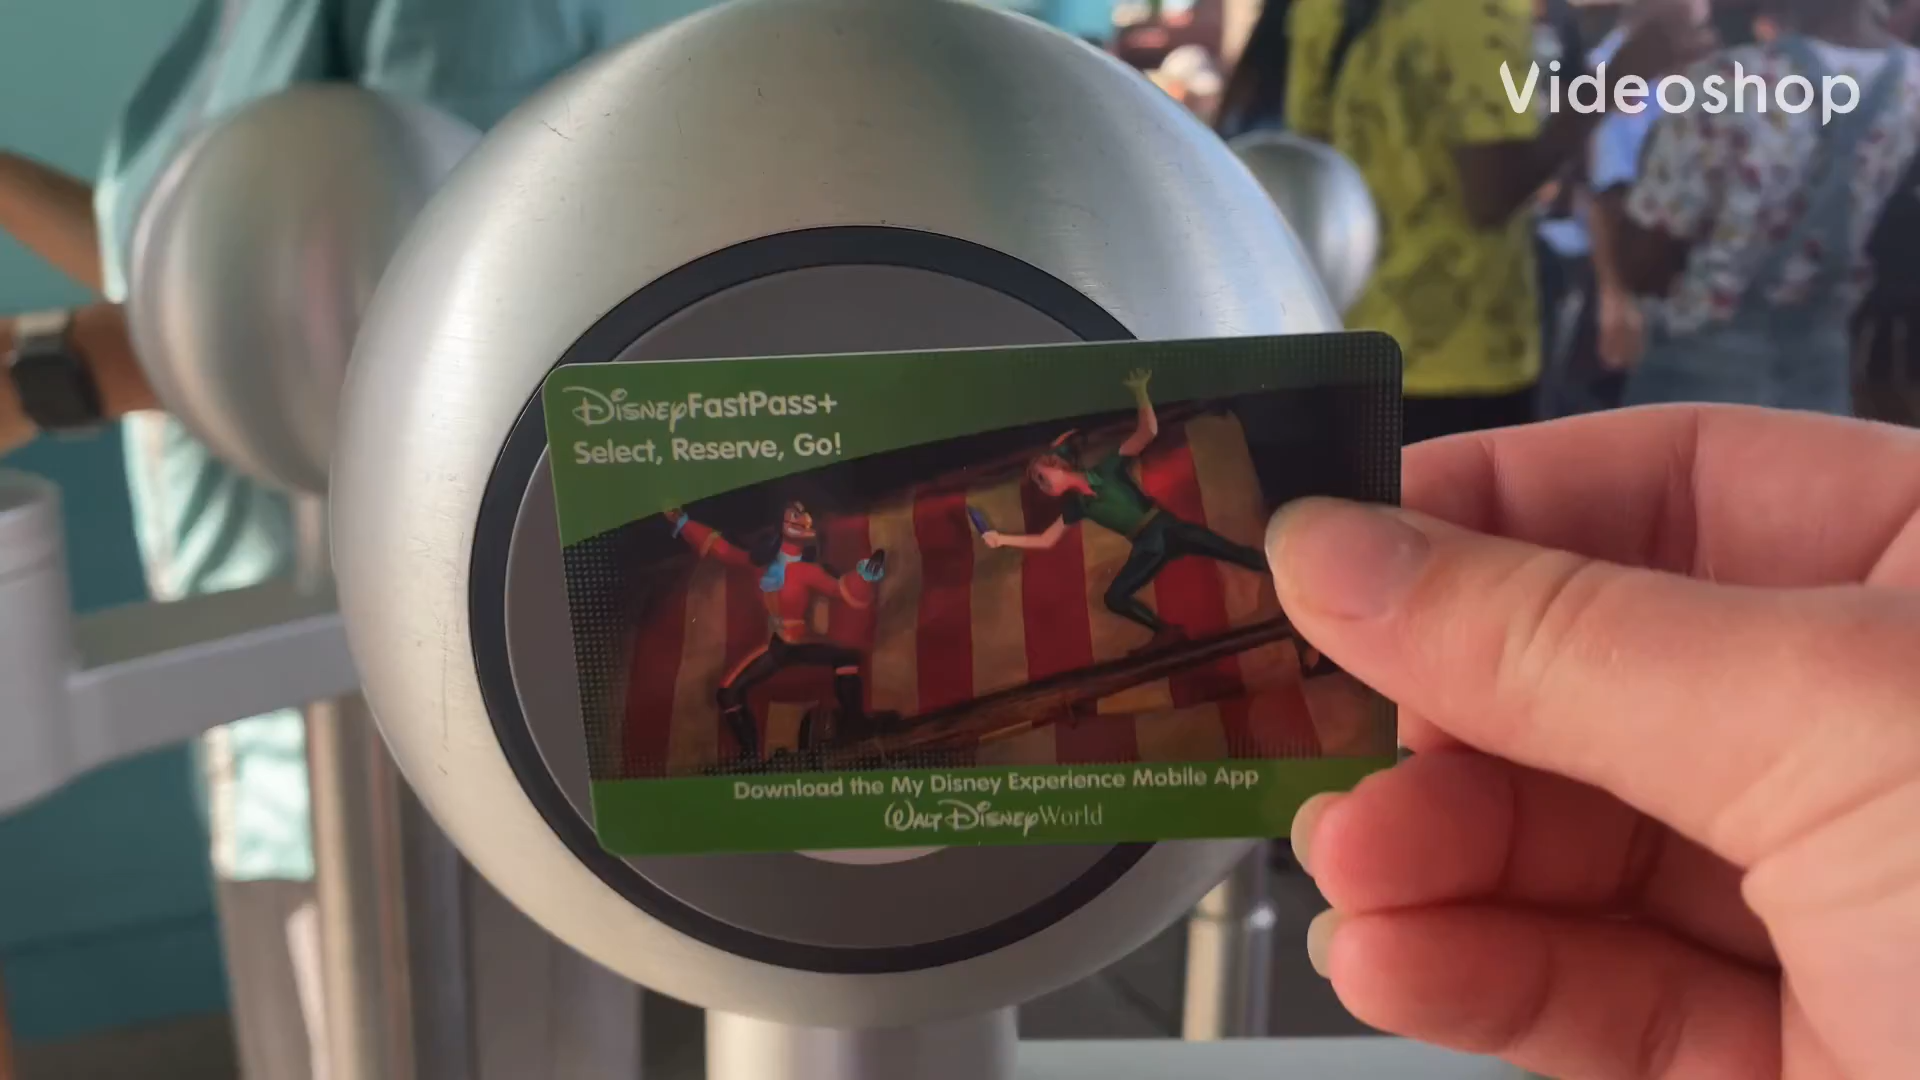 Videoshop
DisneyFastPass+
Select, Reserve, Go!
Download the My Disney Experience Mobile App
Walt Disney World